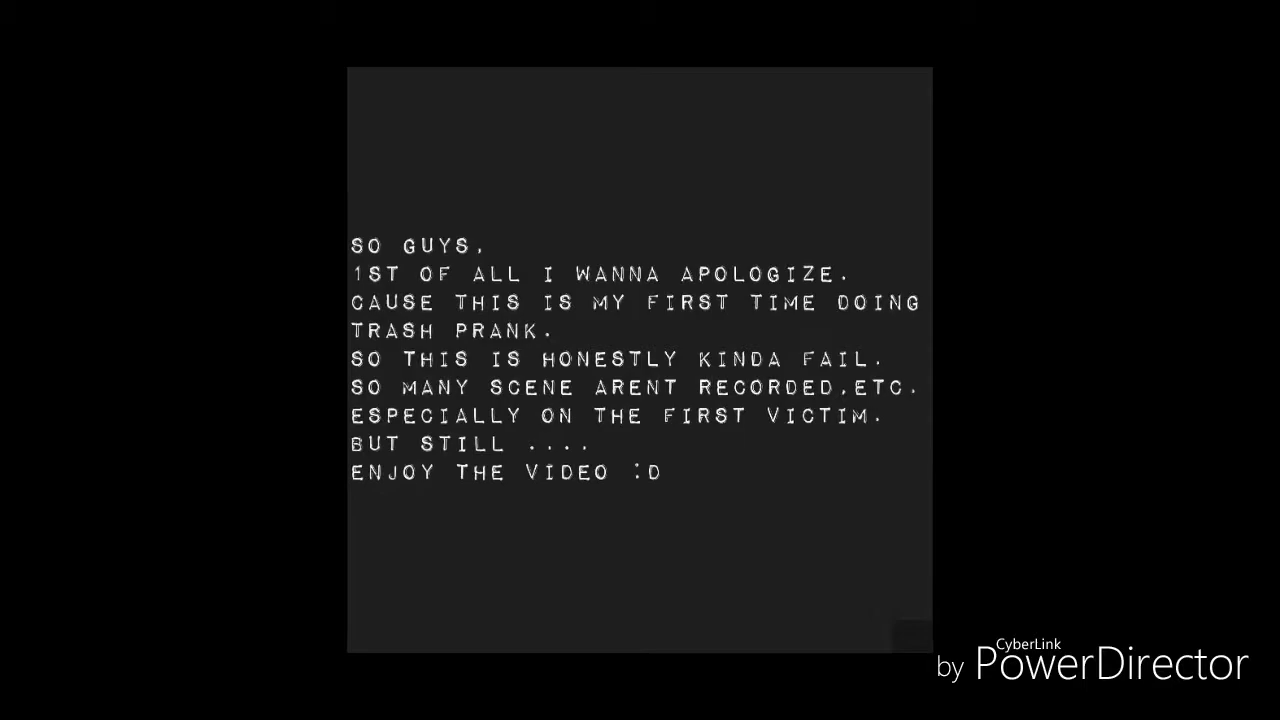 SO GUYS,
1ST OF ALL I WANNA APOLOGIZE.
CAUSE THIS IS MY FIRST TIME DOING
TRASH PRANK.
SO THIS IS HONESTLY KINDA FAIL.
SO MANY SCENE ARENT RECORDED,ETC.
ESPECIALLY ON THE FIRST VICTIM.
BUT STILL ....
ENJOY THE VIDEO :D
CyberLink
by PowerDirector